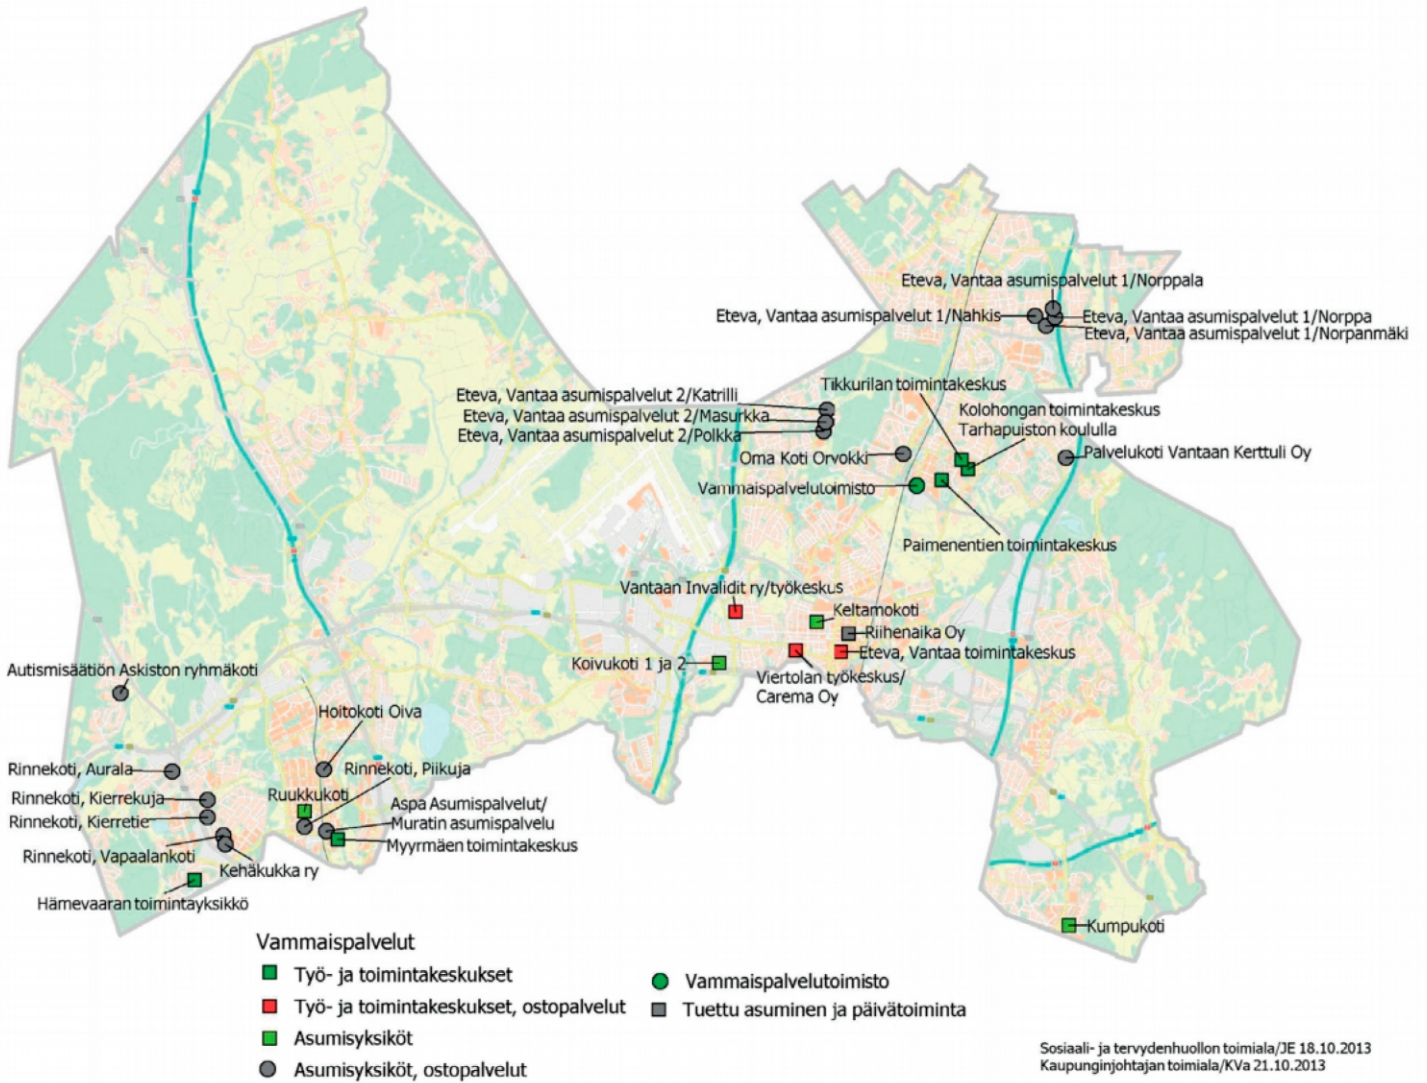 Eteva, Vantaa asumispalvelut 1/Norppala
Eteva, Vantaa asumispalvelut 1/Nahkis
Eteva, Vantaa asumispalvelut 1/Norppa
Eteva, Vantaa asumispalvelut 1/Norpanmäki
Tikkurilan toimintakeskus
Eteva, Vantaa asumispalvelut 2/Katrilli
Eteva, Vantaa asumispalvelut 2/Masurkka
Eteva, Vantaa asumispalvelut 2/Polkka
Kolohongan toimintakeskus
Tarhapuiston koululla
Oma Koti Orvokki
Palvelukoti Vantaan Kerttuli Oy
Vammaispalvelutoimisto
Paimenentien toimintakeskus
Vantaan Invalidit ry/työkeskus
Keltamokoti
Riihenaika Oy
Eteva, Vantaa toimintakeskus
Koivukoti 1 ja 2
Viertolan työkeskus/
Carema Oy
Autismisäätiön Askiston ryhmäkoti
Hoitokoti Oiva
Rinnekoti, Aurala
Rinnekoti, Piikuja
Rinnekoti, Kierrekuja
Ruukkukoti
Aspa Asumispalvelut/
Muratin asumispalvelu
Rinnekoti, Kierretie
Myyrmäen toimintakeskus
Rinnekoti, Vapaalankoti
Kehäkukka ry
Hämevaaran toimintayksikkö
Kumpukoti
Vammaispalvelut
Työ- ja toimintakeskukset
Työ- ja toimintakeskukset, ostopalvelut
Asumisyksiköt
Asumisyksiköt, ostopalvelut
Vammaispalvelutoimisto
Tuettu asuminen ja päivätoiminta
Sosiaali- ja tervydenhuollon toimiala/JE 18.10.2013
Kaupunginjohtajan toimiala/KVa 21.10.2013